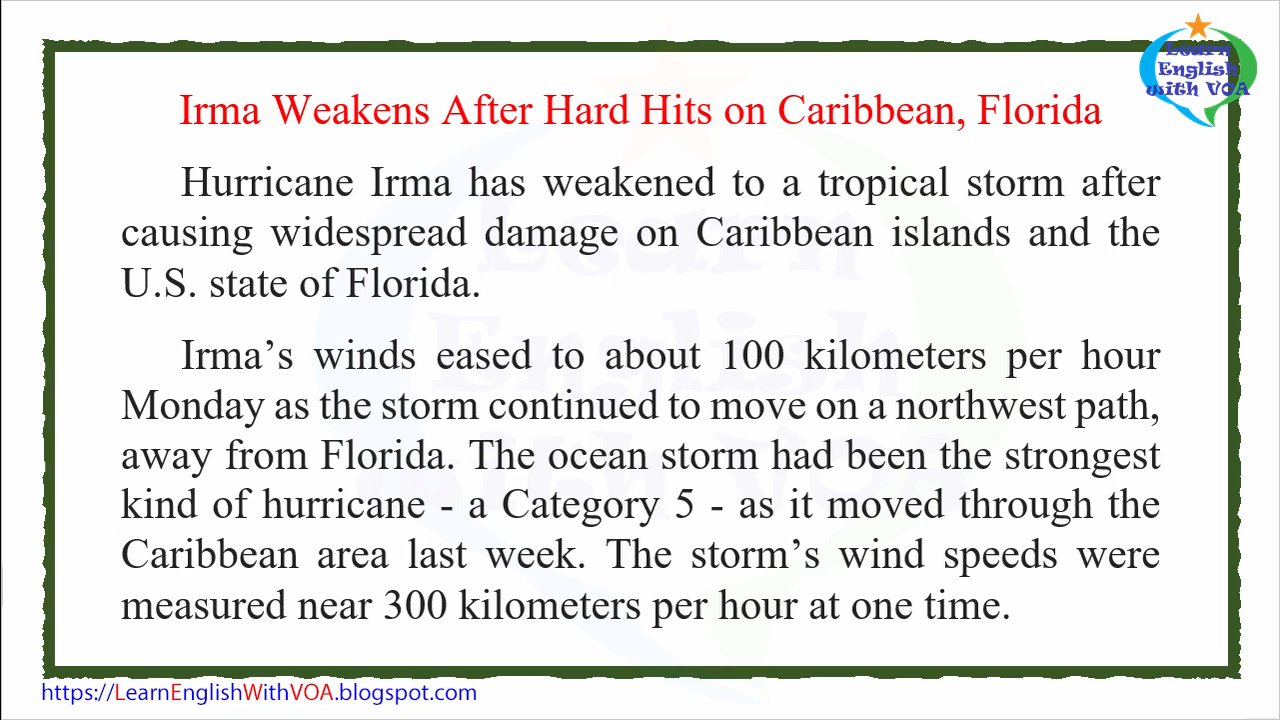 Learn
English
with VOA
Irma Weakens After Hard Hits on Caribbean, Florida
Hurricane Irma has weakened to a tropical storm after
causing widespread damage on Caribbean islands and the
U.S. state of Florida.
Irma’s winds eased to about 100 kilometers per hour
Monday as the storm continued to move on a northwest path,
away from Florida. The ocean storm had been the strongest
kind of hurricane - a Category 5 - as it moved through the
Caribbean area last week. The storm’s wind speeds were
measured near 300 kilometers per hour at one time.
Learn
English
with VOA
https://LearnEnglishWithVOA.blogspot.com